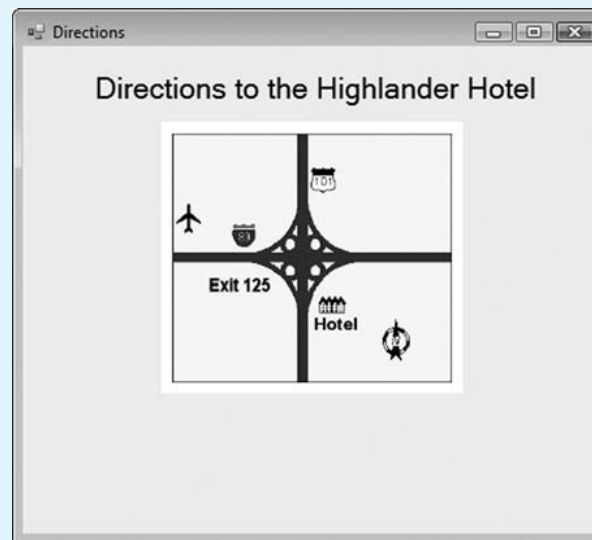 Directions
Directions to the Highlander Hotel
101
Exit 125
Hotel